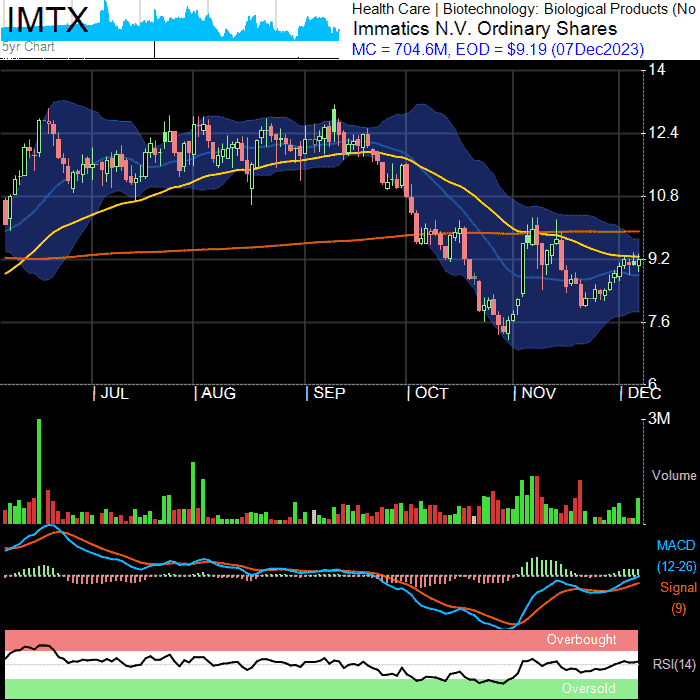 IMTX
5yr Chart
Health Care | Biotechnology: Biological Products (No
Immatics N.V. Ordinary Shares
MC = 704.6M, EOD = $9.19 (07Dec2023)
14
12.4
10.8
9.2
7.6
6
| JUL | AUG | SEP | OCT | NOV | DEC
3M
Volume
MACD
(12-26)
Signal
(9)
Overbought
RSI(14)
Oversold